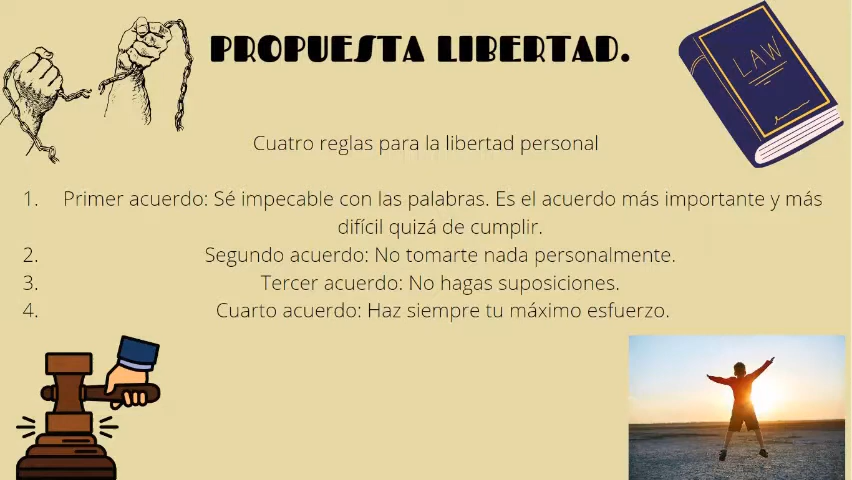 PROPUESTA LIBERTAD.
LAW
Cuatro reglas para la libertad personal
1. Primer acuerdo: Sé impecable con las palabras. Es el acuerdo más importante y más
difícil quizá de cumplir.
2. Segundo acuerdo: No tomarte nada personalmente.
3. Tercer acuerdo: No hagas suposiciones.
4. Cuarto acuerdo: Haz siempre tu máximo esfuerzo.